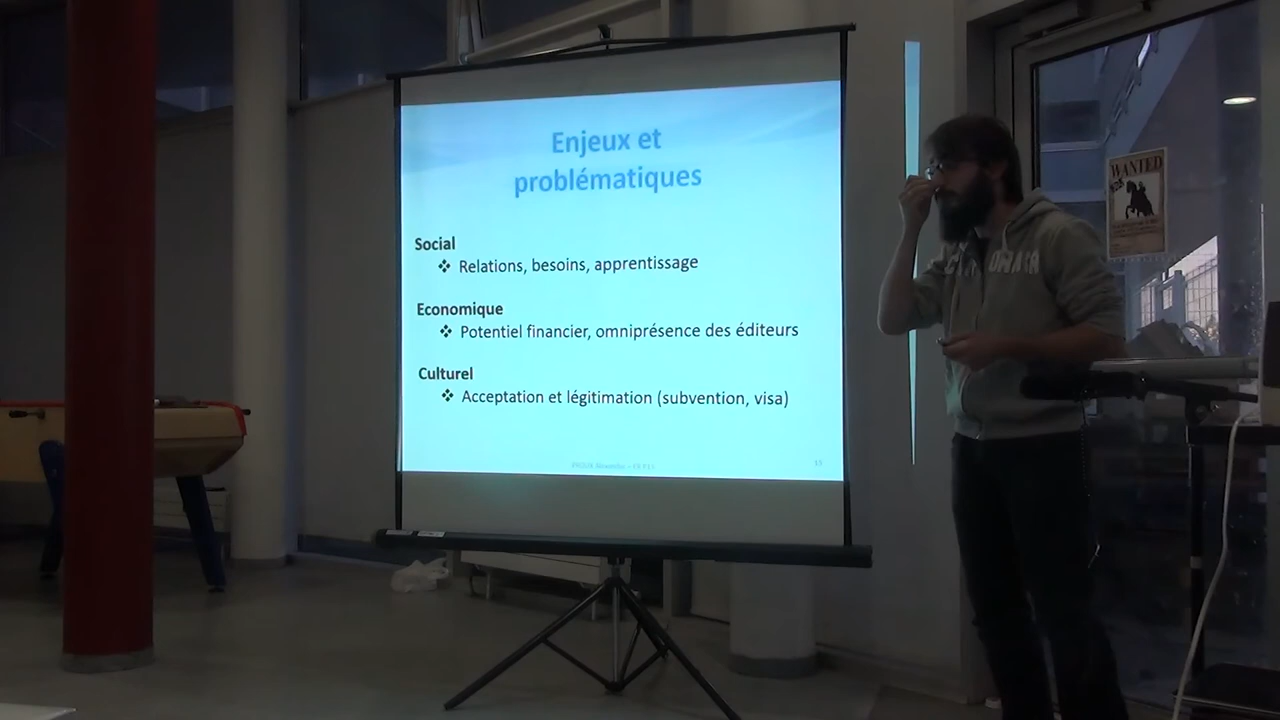 Enjeux et
problématiques
Social
❖ Relations, besoins, apprentissage
Economique
❖ Potentiel financier, omniprésence des éditeurs
Culturel
❖ Acceptation et légitimation (subvention, visa)
15
WANTED